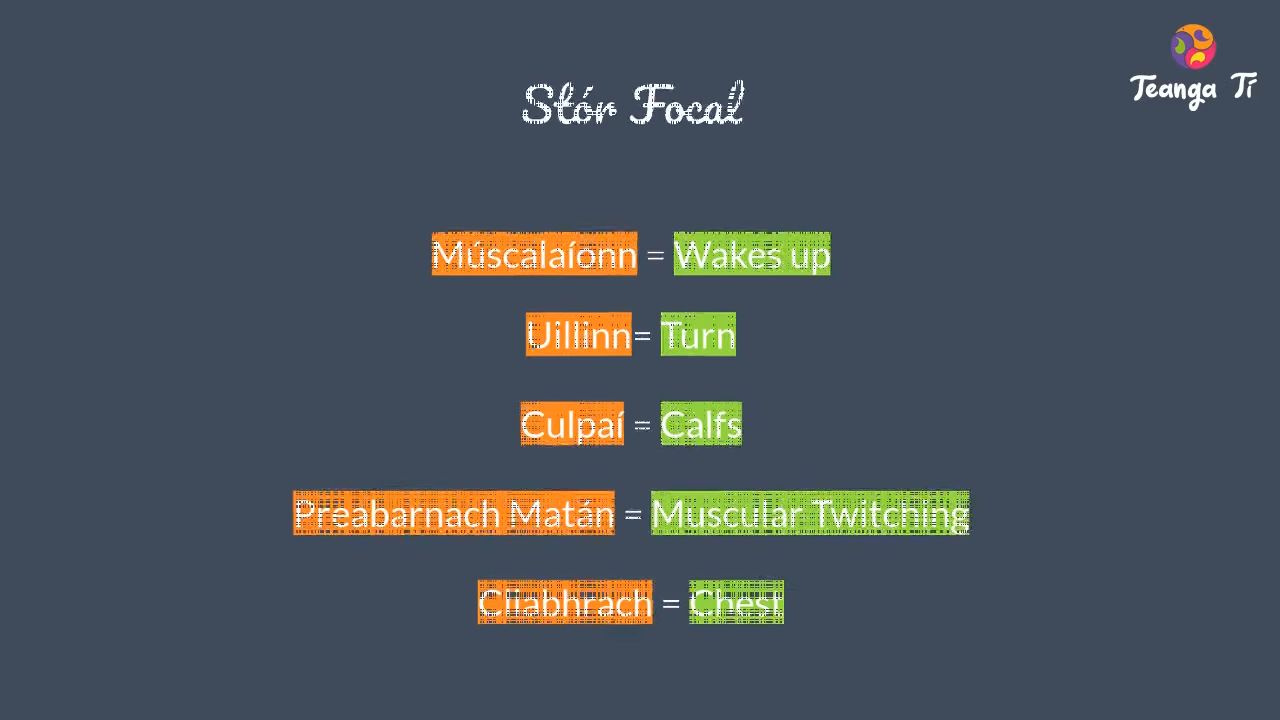 Teanga Tí
Stór Focal
Múscalaíonn = Wakes up
Uillinn= Turn
Culpaí = Calfs
Preabarnach Matán = Muscular Twitching
Cliabhrach = Chest